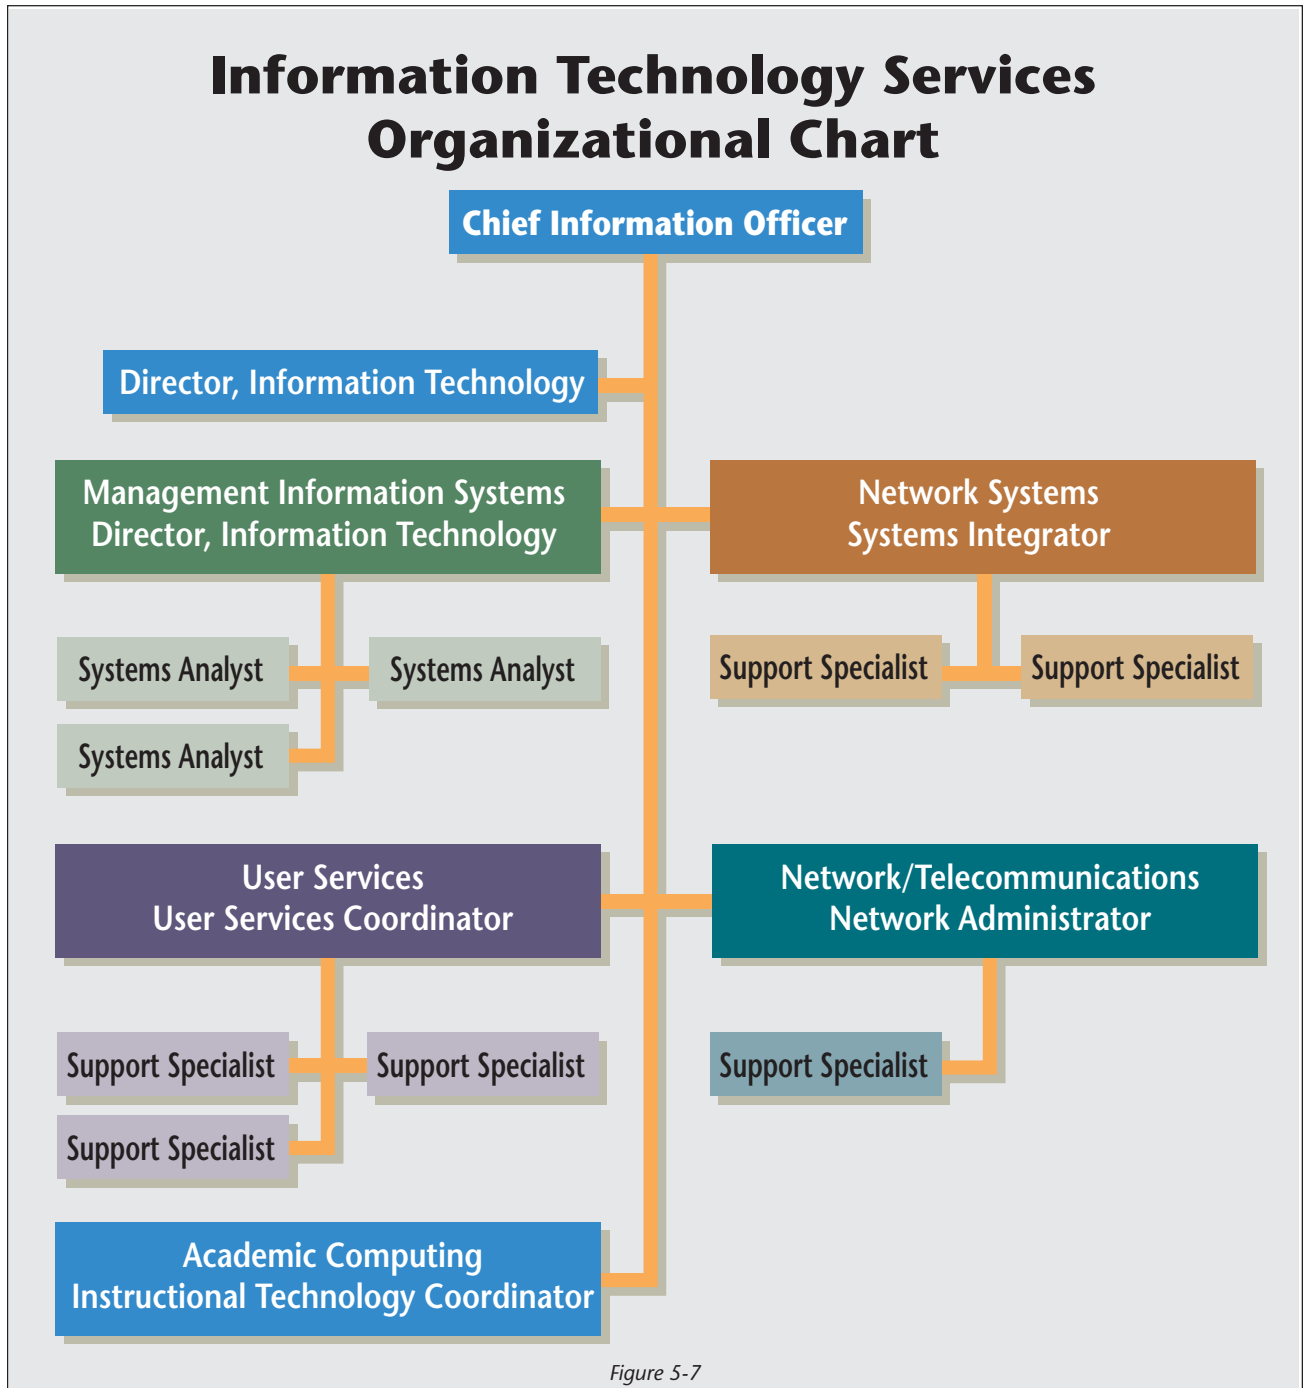 Information Technology Services
Organizational Chart
Chief Information Officer
Director, Information Technology
Management Information Systems
Director, Information Technology
Network Systems
Systems Integrator
Systems Analyst
Systems Analyst
Systems Analyst
Support Specialist
Support Specialist
User Services
User Services Coordinator
Network/Telecommunications
Network Administrator
Support Specialist
Support Specialist
Support Specialist
Support Specialist
Academic Computing
Instructional Technology Coordinator
Figure 5-7